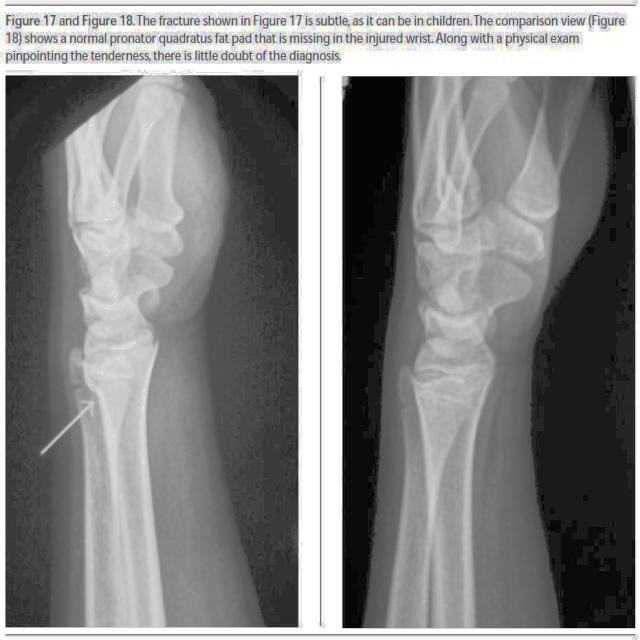 Figure 17 and Figure 18. The fracture shown in Figure 17 is subtle, as it can be in children. The comparison view (Figure
18) shows a normal pronator quadratus fat pad that is missing in the injured wrist. Along with a physical exam
pinpointing the tenderness, there is little doubt of the diagnosis.